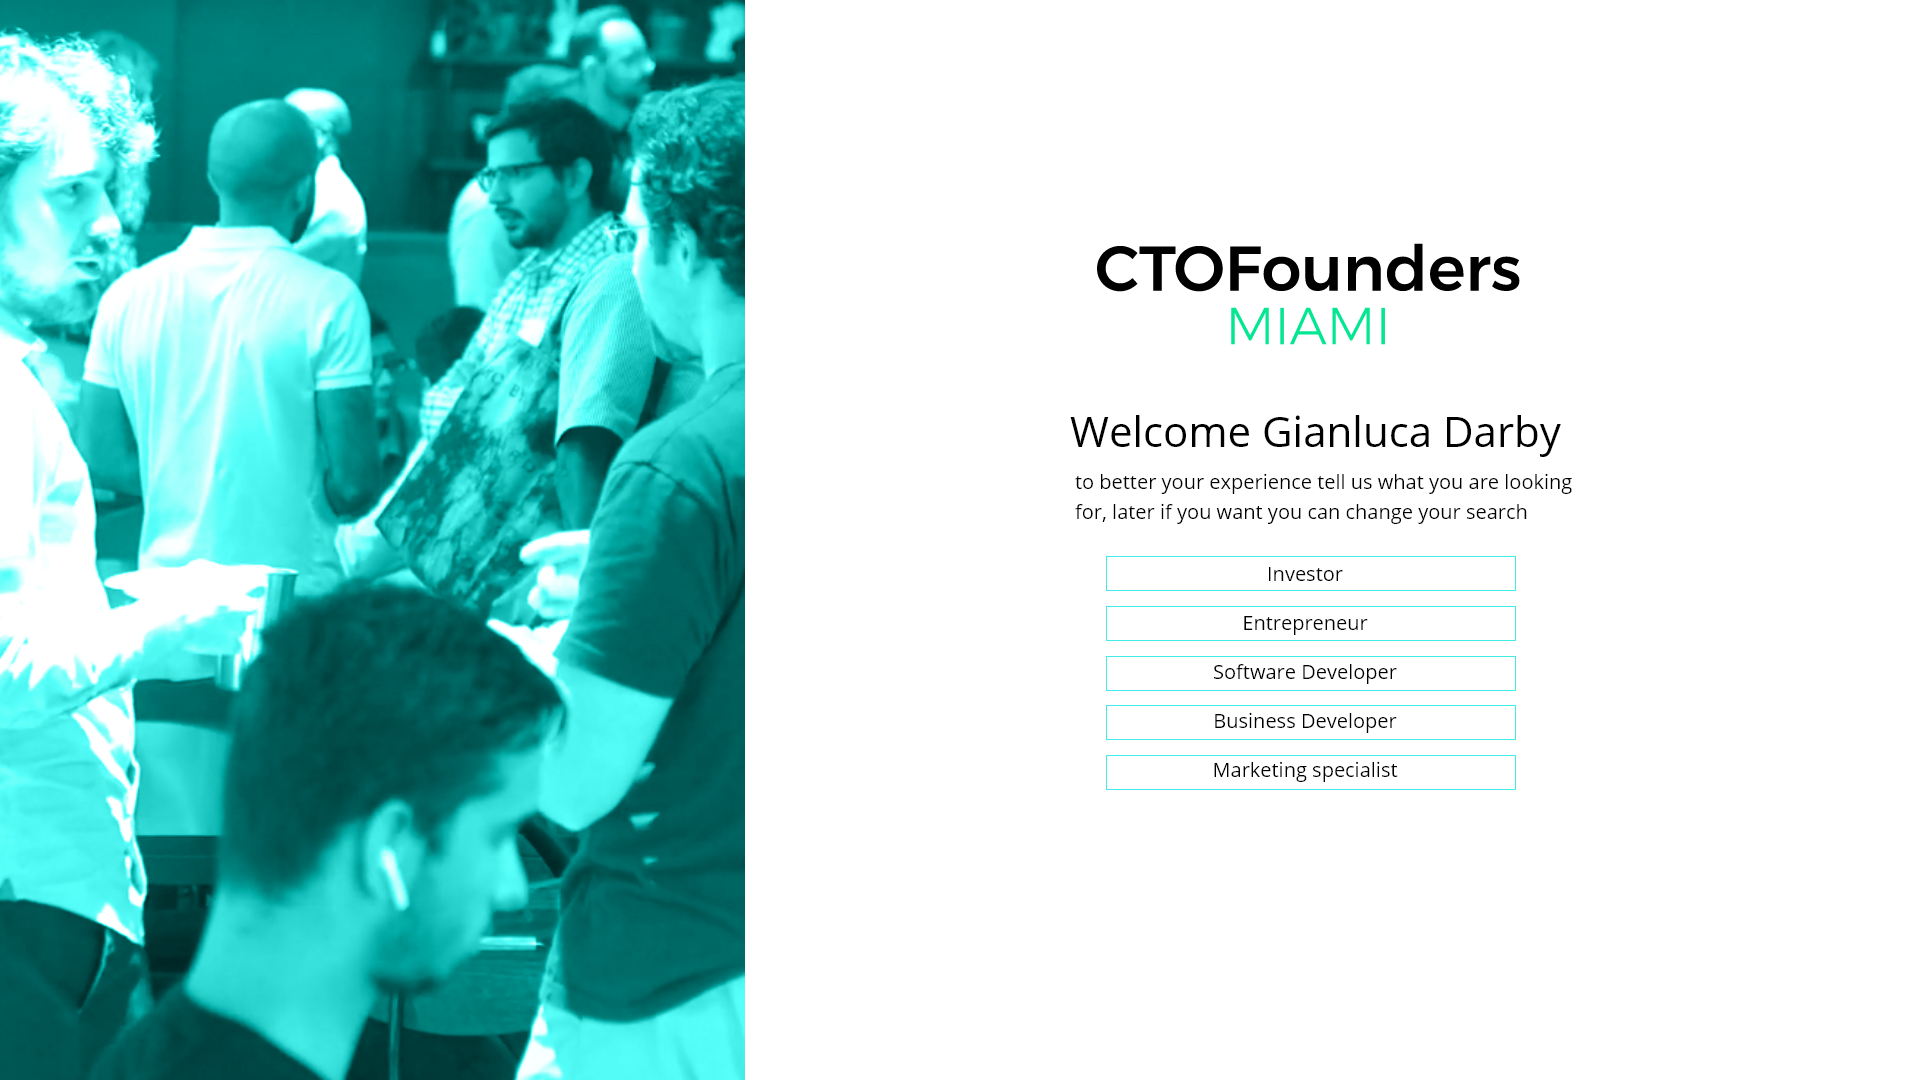 CTOFounders
MIAMI
Welcome Gianluca Darby
to better your experience tell us what you are looking
for, later if you want you can change your search
Investor
Entrepreneur
Software Developer
Business Developer
Marketing specialist